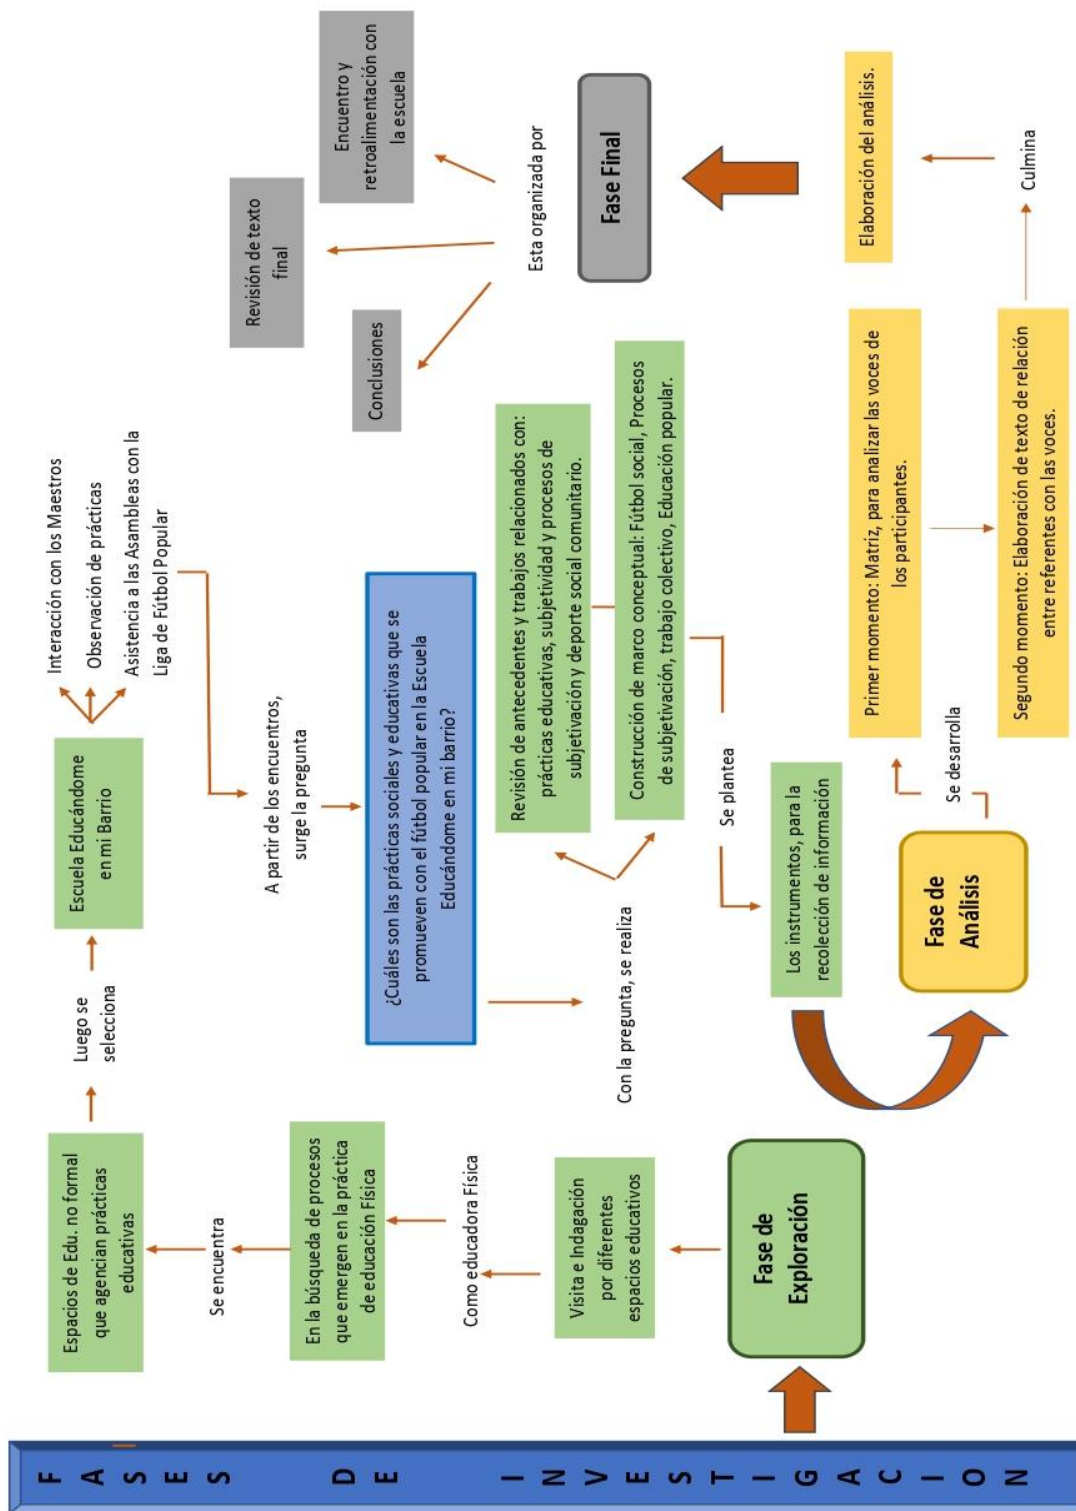 FASES DE INVESTIGACION
Fase de
Exploración
Visita e Indagación
por diferentes
espacios educativos
Como educadora Física
En la búsqueda de procesos
que emergen en la práctica
de educación Física
Se encuentra
Espacios de Edu. no formal
que agencian prácticas
educativas
Luego se
selecciona
Escuela Educándome
en mi Barrio
Interacción con los Maestros
Observación de prácticas
Asistencia a las Asambleas con la
Liga de Fútbol Popular
A partir de los encuentros,
surge la pregunta
¿Cuáles son las prácticas sociales y educativas que se
promueven con el fútbol popular en la Escuela
Educándome en mi barrio?
Con la pregunta, se realiza
Revisión de antecedentes y trabajos relacionados con:
prácticas educativas, subjetividad y procesos de
subjetivación y deporte social comunitario.
Construcción de marco conceptual: Fútbol social, Procesos
de subjetivación, trabajo colectivo, Educación popular.
Se plantea
Los instrumentos, para la
recolección de información
Fase de
Análisis
Se desarrolla
Primer momento: Matriz, para analizar las voces de
los participantes.
Segundo momento: Elaboración de texto de relación
entre referentes con las voces.
Culmina
Elaboración del análisis.
Fase Final
Esta organizada por
Conclusiones
Revisión de texto
final
Encuentro y
retroalimentación con
la escuela